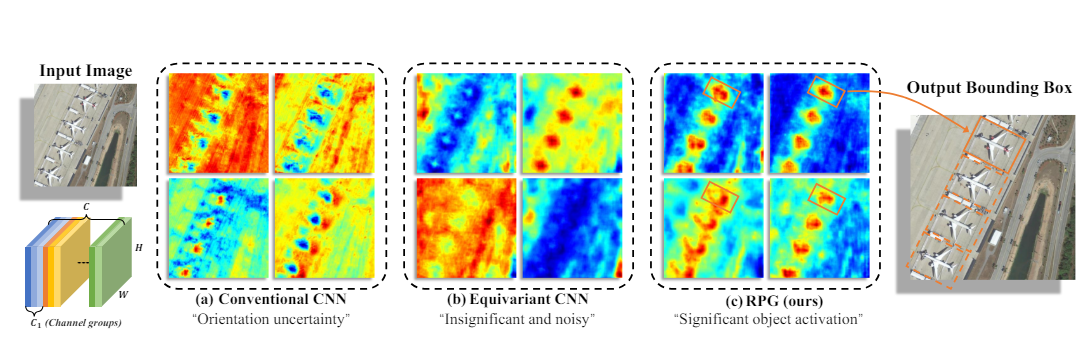 Input Image
C
H
W
C₁ (Channel groups)
(a) Conventional CNN
“Orientation uncertainty”
(b) Equivariant CNN
“Insignificant and noisy”
(c) RPG (ours)
“Significant object activation”
Output Bounding Box